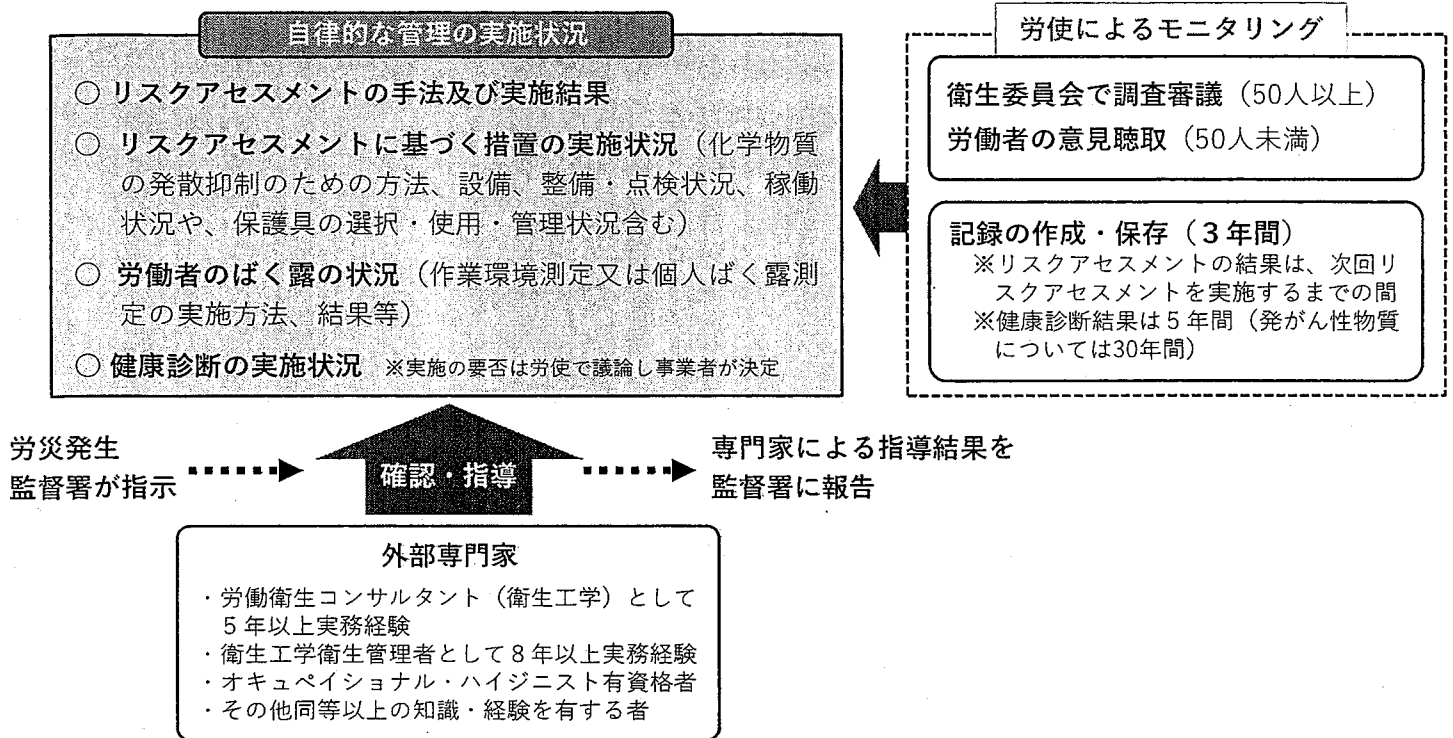 自律的な管理の実施状況
○ リスクアセスメントの手法及び実施結果
○ リスクアセスメントに基づく措置の実施状況（化学物質
の発散抑制のための方法、設備、整備・点検状況、稼働
状況や、保護具の選択・使用・管理状況含む）
○ 労働者のばく露の状況（作業環境測定又は個人ばく露測
定の実施方法、結果等）
○ 健康診断の実施状況 ※実施の要否は労使で議論し事業者が決定
労使によるモニタリング
衛生委員会で調査審議（50人以上）
労働者の意見聴取（50人未満）
記録の作成・保存（３年間）
※リスクアセスメントの結果は、次回リ
スクアセスメントを実施するまでの間
※健康診断結果は５年間（発がん性物質
については30年間）
労災発生
監督署が指示
確認・指導
専門家による指導結果を
監督署に報告
外部専門家
・労働衛生コンサルタント（衛生工学）として
５年以上実務経験
・衛生工学衛生管理者として８年以上実務経験
・オキュペイショナル・ハイジニスト有資格者
・その他同等以上の知識・経験を有する者